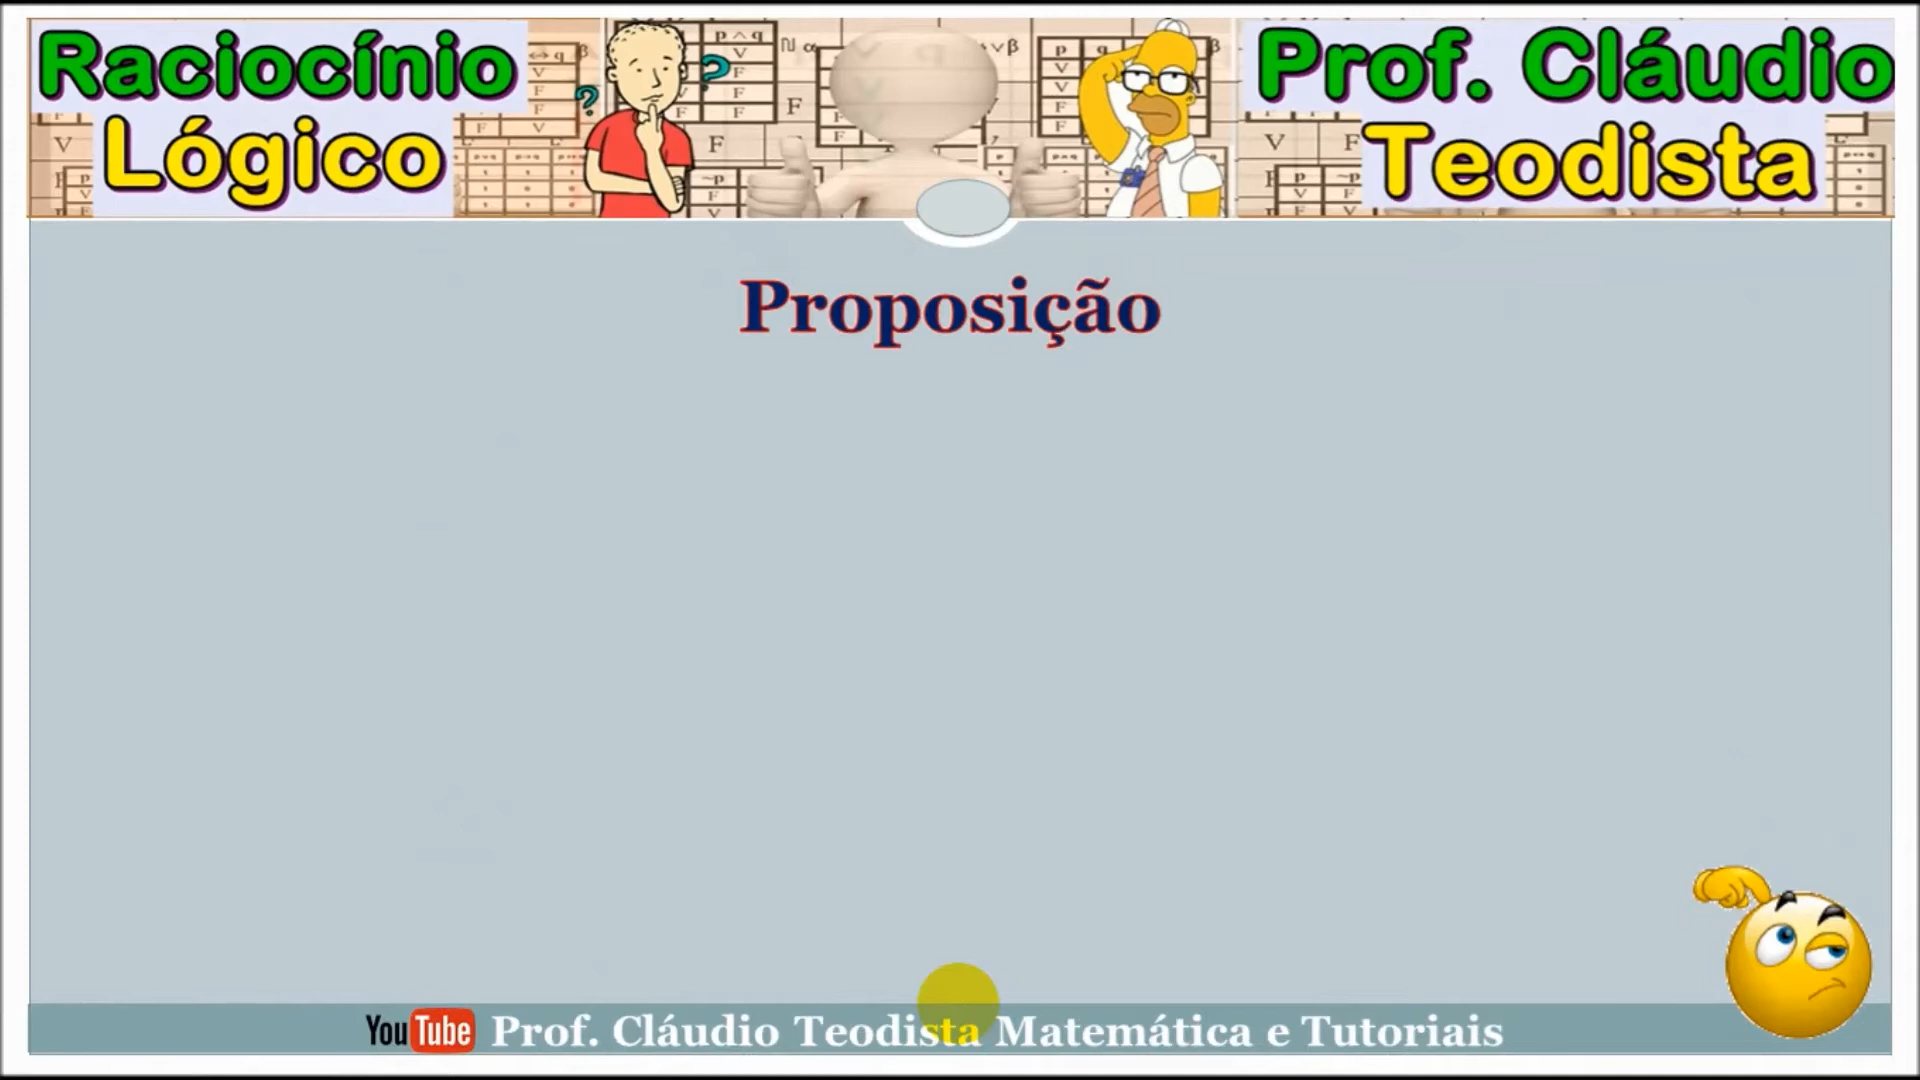 Raciocínio
Lógico
Prof. Cláudio
Teodista
Proposição
YouTube Prof. Cláudio Teodista Matemática e Tutoriais